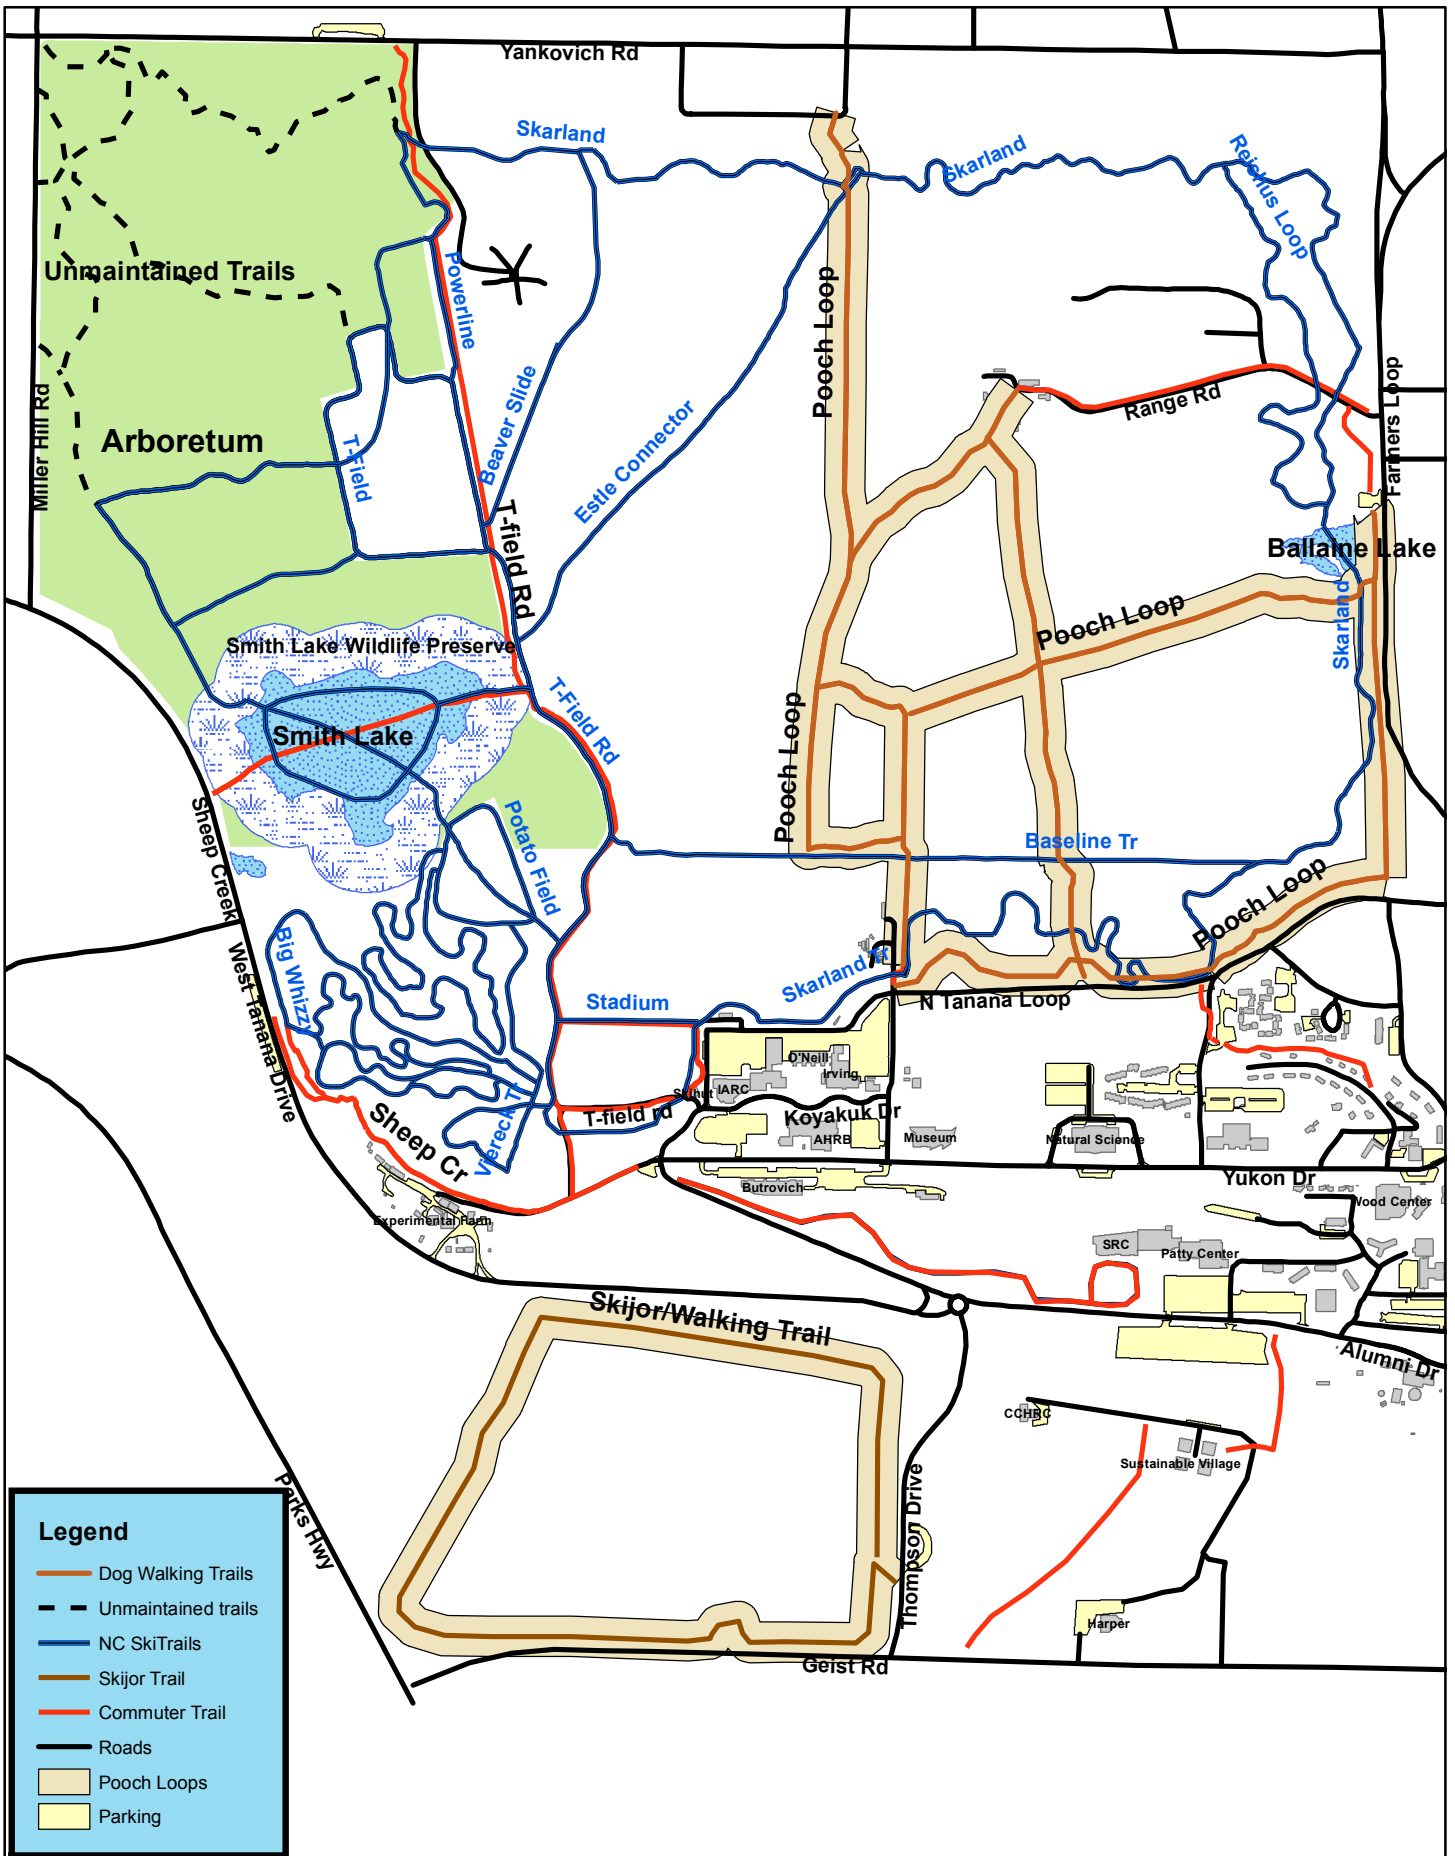 Yankovich Rd
Skarland
Skarland
Reichus Loop
Unmaintained Trails
Powerline
Pooch Loop
Miller Hill Rd
Arboretum
T-Field
Beaver Slide
Estle Connector
Range Rd
Farmers Loop
T-field Rd
Ballaine Lake
Smith Lake Wildlife Preserve
Pooch Loop
Skarland
T-Field Rd
Smith Lake
Pooch Loop
Sheep Creek
Potato Field
Baseline Tr
Pooch Loop
Big Whizzy
West Tanana Drive
Skarland Tr
Stadium
N Tanana Loop
O'Neill
Irving
IARC
Skihut
T-field rd
Koyakuk Dr
AHRB
Museum
Natural Science
Sheep Cr
Viereck Tr
Yukon Dr
Butrovich
Wood Center
Experimental Farm
SRC
Patty Center
Skijor/Walking Trail
Alumni Dr
CCHRC
Sustainable Village
Thompson Drive
Parks Hwy
Harper
Geist Rd
Legend
Dog Walking Trails
Unmaintained trails
NC SkiTrails
Skijor Trail
Commuter Trail
Roads
Pooch Loops
Parking